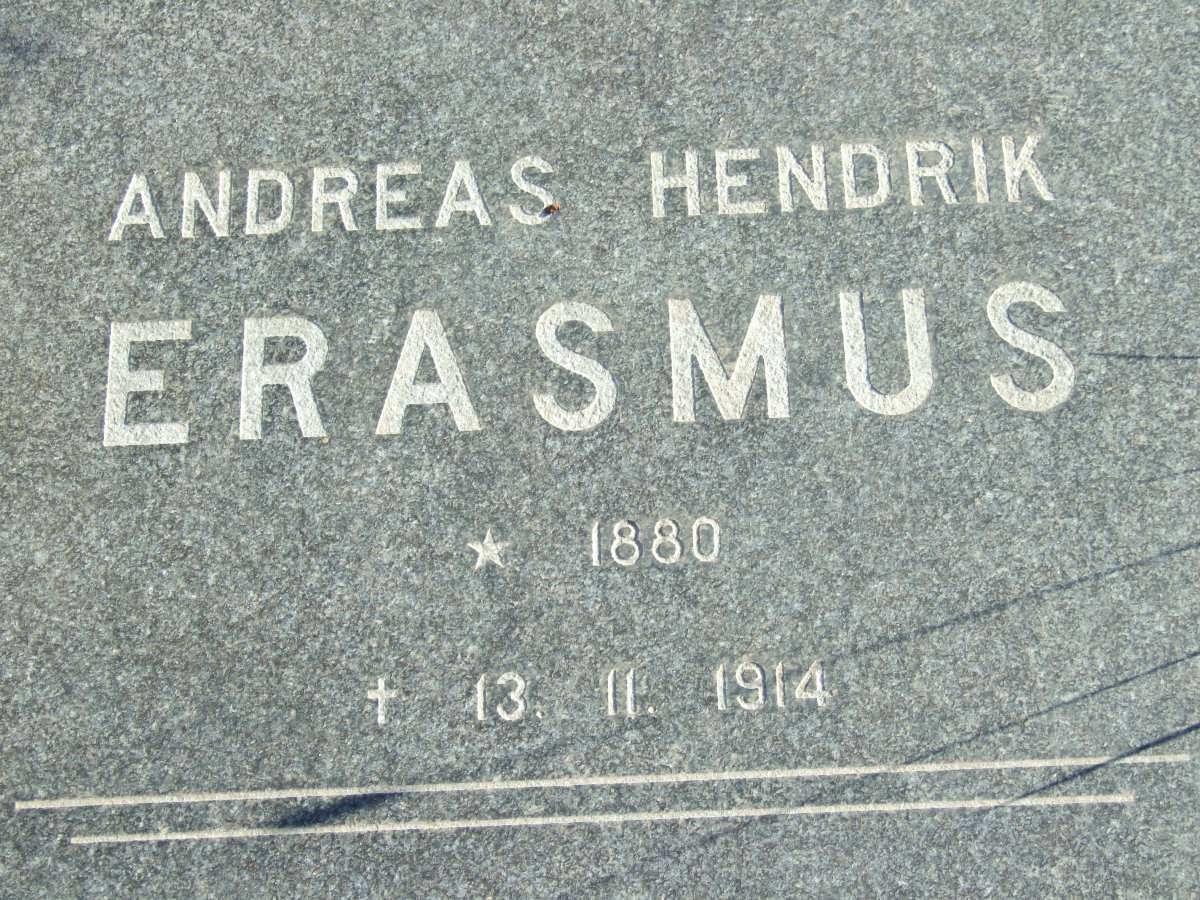 ANDREAS HENDRIK
ERASMUS
★ 1880
✝ 13. 11. 1914